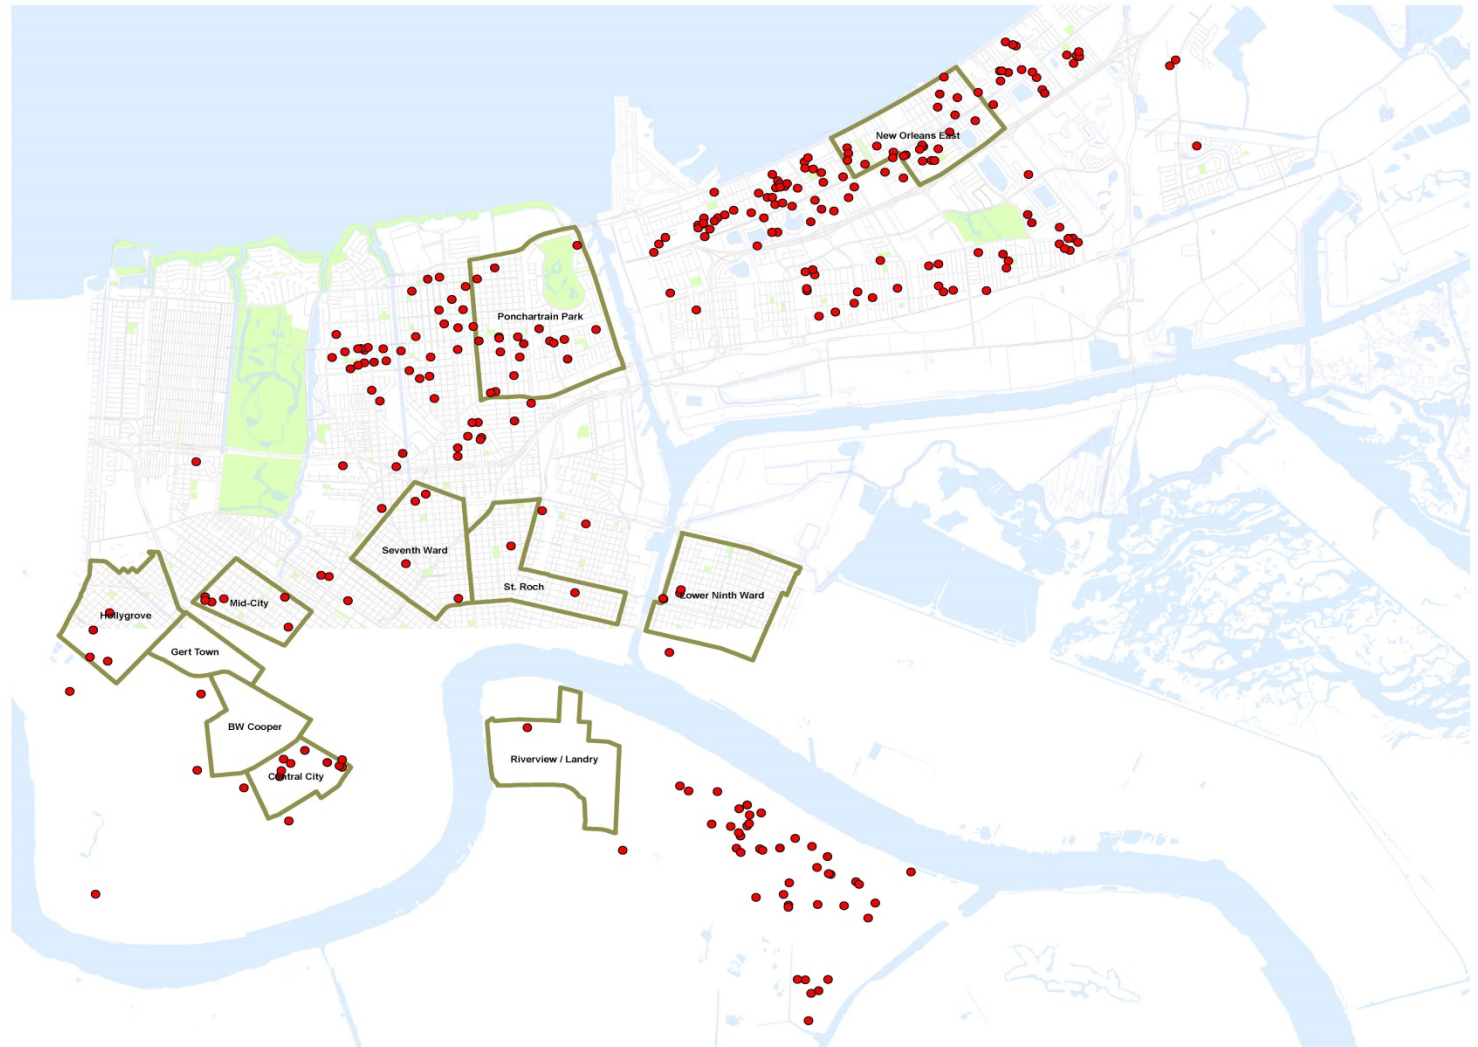 New Orleans East
Ponchartrain Park
Seventh Ward
St. Roch
Lower Ninth Ward
Mid-City
Hollygrove
Gert Town
BW Cooper
Riverview / Landry
Central City